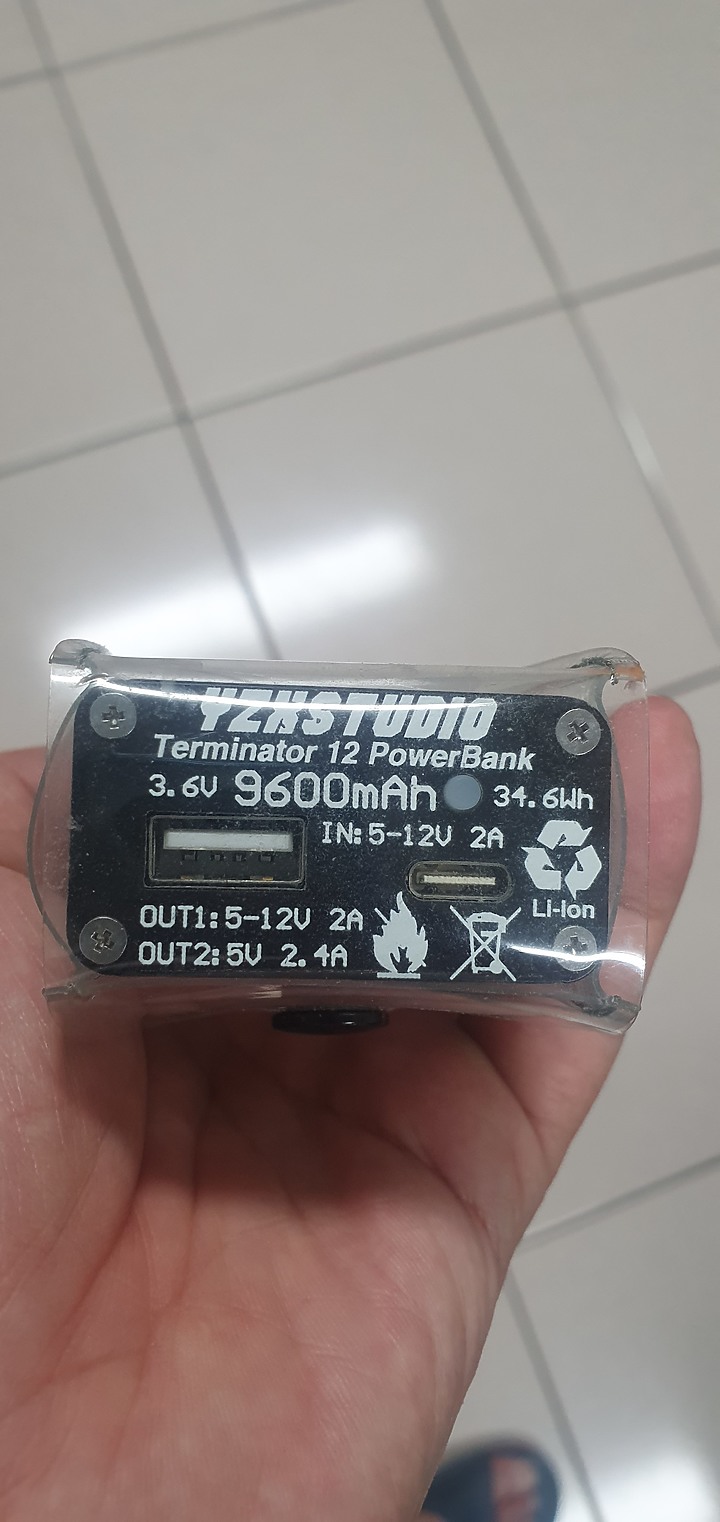 YZXSTUDIO
Terminator 12 PowerBank
3.6V 9600mAh 34.6Wh
IN:5-12V 2A
Li-Ion
OUT1:5-12V 2A
OUT2:5V 2.4A